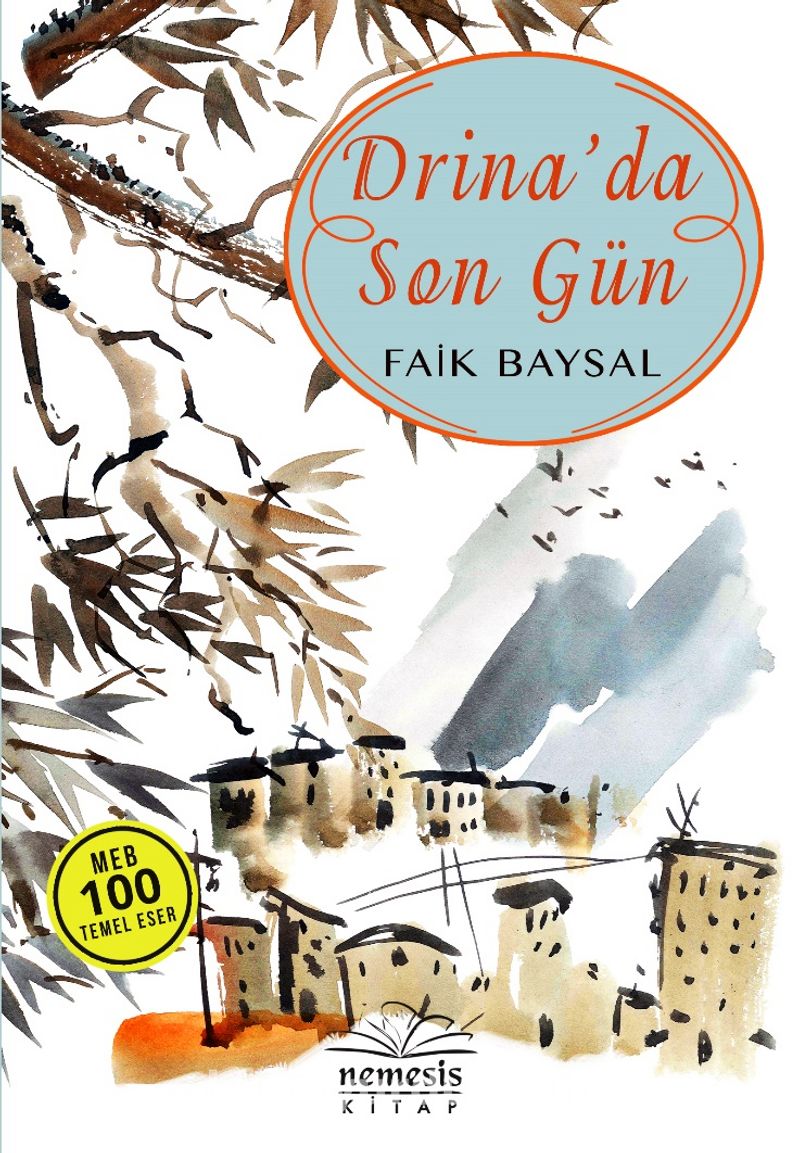 Drina'da
Son Gün
FAİK BAYSAL
MEB
100
TEMEL ESER
nemesis
KİTAP